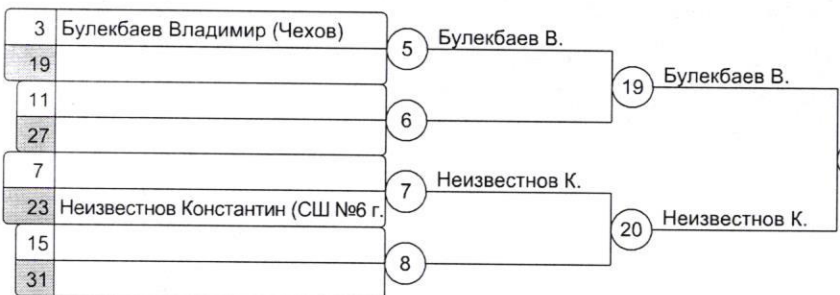 3 Булекбаев Владимир (Чехов)
19
5 Булекбаев В.
11
27
6
19 Булекбаев В.
7
23 Неизвестнов Константин (СШ №6 г.
7 Неизвестнов К.
15
31
8
20 Неизвестнов К.